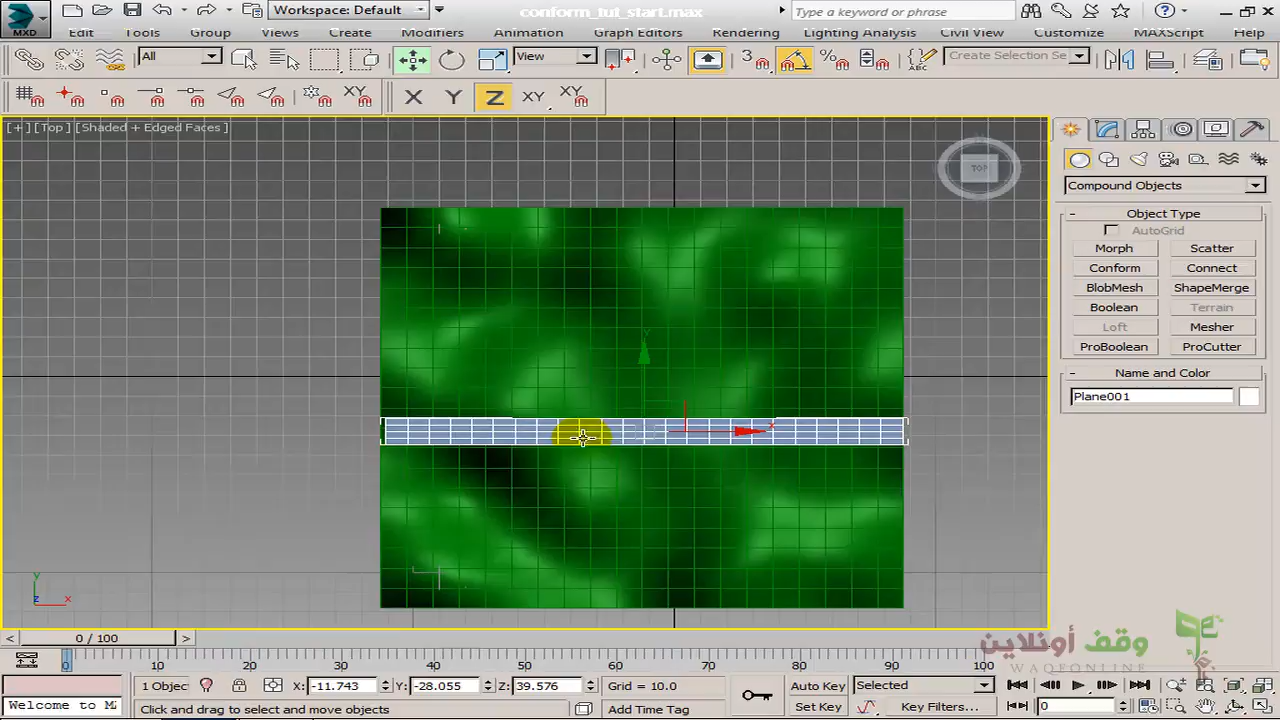 MXD
Workspace: Default
conform_tut_start.max
Type a keyword or phrase
Edit Tools Group Views Create Modifiers Animation Graph Editors Rendering Lighting Analysis Civil View Customize MAXScript Help
All
View
3
Create Selection Se
X Y Z XY XY
[+] [Top] [Shaded + Edged Faces]
TOP
Compound Objects
Object Type
AutoGrid
Morph Scatter
Conform Connect
BlobMesh ShapeMerge
Boolean Terrain
Loft Mesher
ProBoolean ProCutter
Name and Color
Plane001
0 / 100
0 10 20 30 40 50 60 70 80 90 100
وقف أونلاين
WAQFONLINE
1 Objec X: -11.743 Y: -28.055 Z: 39.576 Grid = 10.0 Auto Key Selected
Welcome to MA Click and drag to select and move objects Add Time Tag Set Key Key Filters... 0